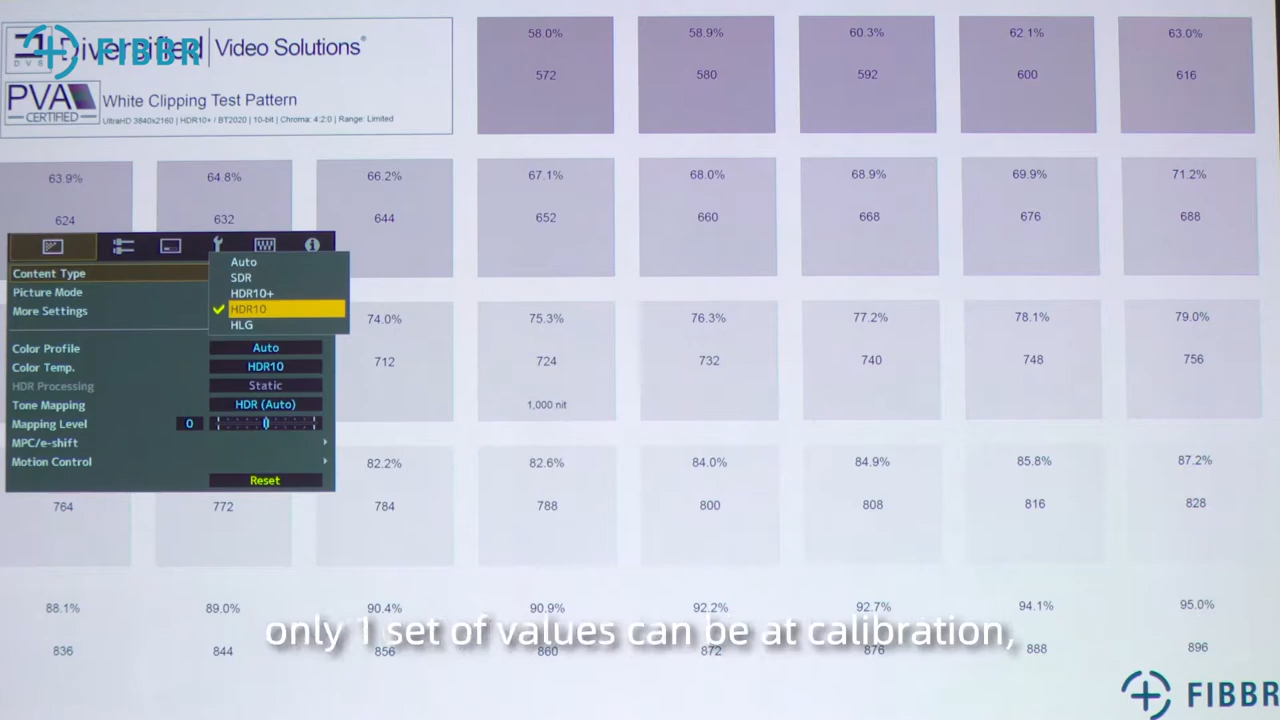 Diversified Video Solutions®
DVS
FIBBR
PVA CERTIFIED
White Clipping Test Pattern
UltraHD 3840x2160 | HDR10+ / BT2020 | 10-bit | Chroma: 4:2:0 | Range: Limited
58.0% 58.9% 60.3% 62.1% 63.0%
572 580 592 600 616
63.9% 64.8% 66.2% 67.1% 68.0% 68.9% 69.9% 71.2%
624 632 644 652 660 668 676 688
Content Type
Picture Mode
More Settings
Auto
SDR
HDR10+
HDR10
HLG
Color Profile Auto
Color Temp. HDR10
HDR Processing Static
Tone Mapping HDR (Auto)
Mapping Level 0 0
MPC/e-shift
Motion Control
Reset
74.0% 75.3% 76.3% 77.2% 78.1% 79.0%
712 724 732 740 748 756
1,000 nit
82.2% 82.6% 84.0% 84.9% 85.8% 87.2%
764 772 784 788 800 808 816 828
88.1% 89.0% 90.4% 90.9% 92.2% 92.7% 94.1% 95.0%
only 1 set of values can be at calibration,
836 844 856 860 872 876 888 896
FIBBR